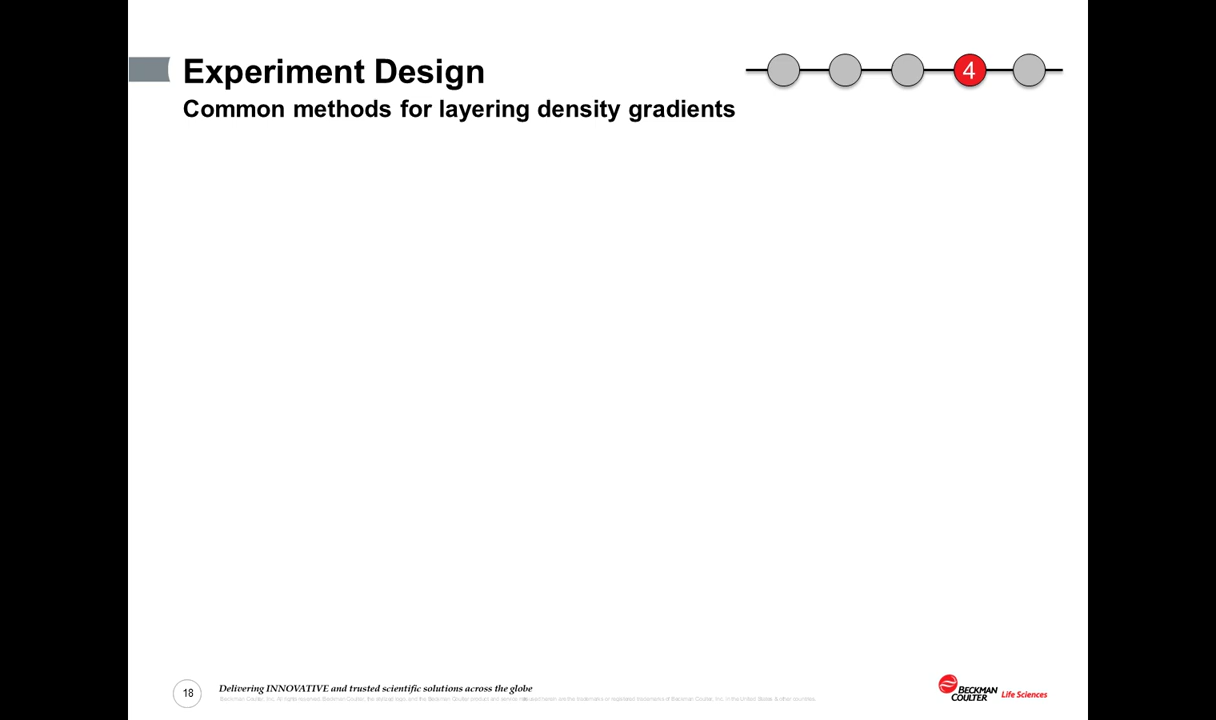 Experiment Design
4
Common methods for layering density gradients
18
Delivering INNOVATIVE and trusted scientific solutions across the globe
BECKMAN
COULTER Life Sciences